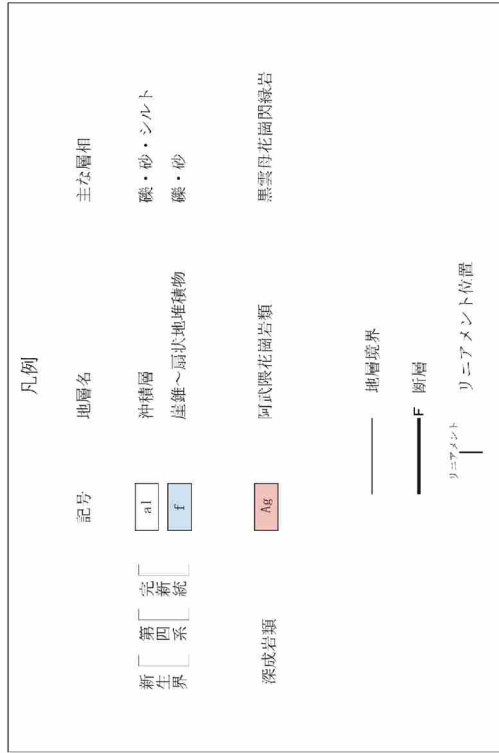 凡例
記号 地層名 主な層相
新生界 第四系 完新統 al 沖積層 礫・砂・シルト
f 崖錐～扇状地堆積物 礫・砂
深成岩類 Ag 阿武隈花崗岩類 黒雲母花崗閃緑岩
地層境界
F 断層
リニアメント リニアメント位置